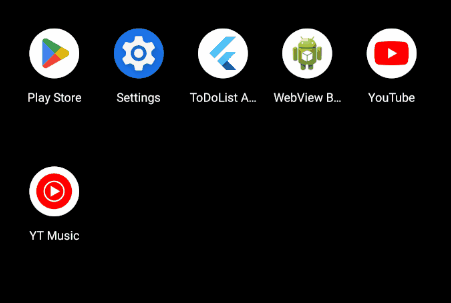 Play Store
Settings
ToDoList A...
WebView B...
YouTube
YT Music